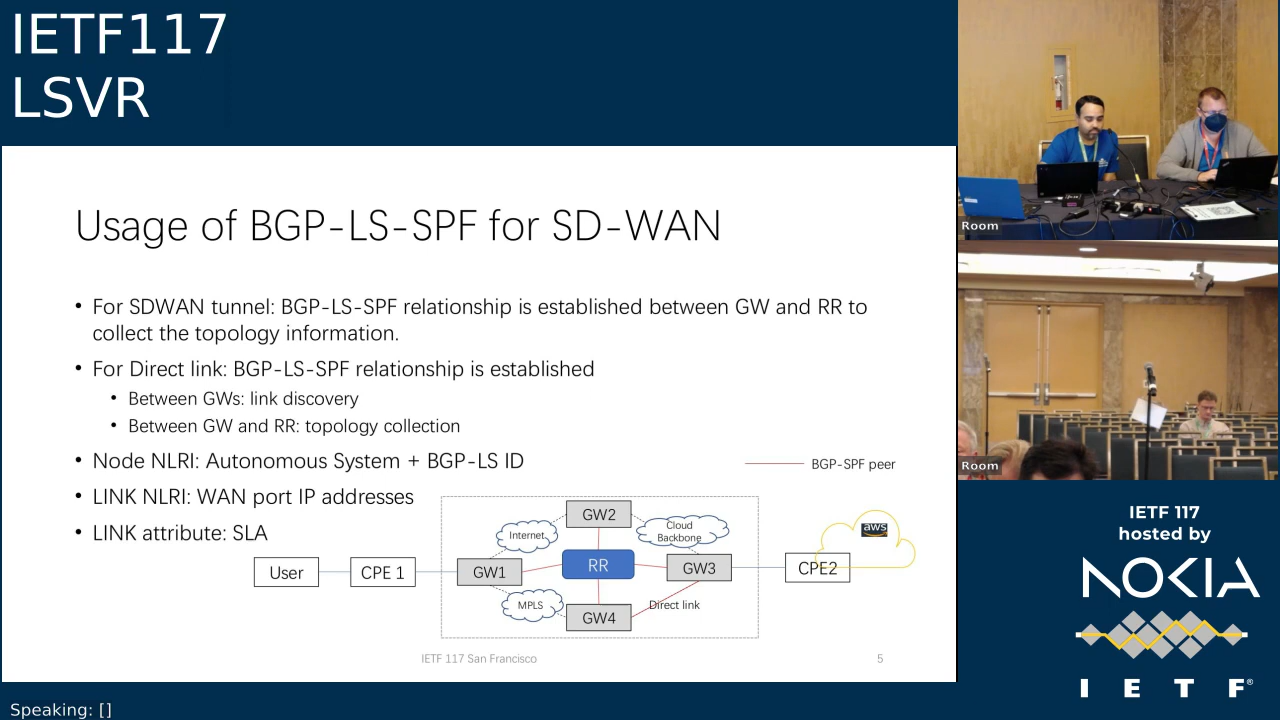 IETF117
LSVR
Usage of BGP-LS-SPF for SD-WAN
• For SDWAN tunnel: BGP-LS-SPF relationship is established between GW and RR to
collect the topology information.
• For Direct link: BGP-LS-SPF relationship is established
• Between GWs: link discovery
• Between GW and RR: topology collection
• Node NLRI: Autonomous System + BGP-LS ID
• LINK NLRI: WAN port IP addresses
• LINK attribute: SLA
BGP-SPF peer
GW2
Internet
Cloud
Backbone
aws
User
CPE 1
GW1
RR
GW3
CPE2
MPLS
GW4
Direct link
IETF 117 San Francisco
5
Room
Room
IETF 117
hosted by
NOKIA
I E T F®
Speaking: []